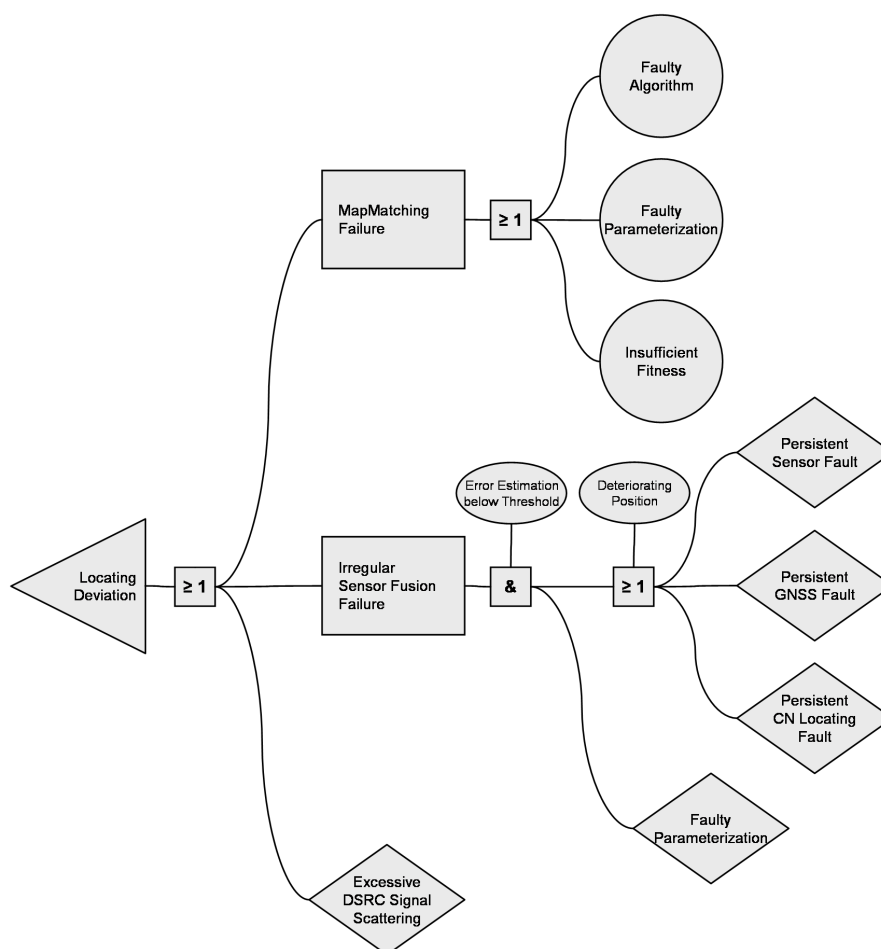 Faulty
Algorithm
MapMatching
Failure
≥ 1
Faulty
Parameterization
Insufficient
Fitness
Persistent
Sensor Fault
Error Estimation
below Threshold
Deteriorating
Position
Locating
Deviation
≥ 1
Irregular
Sensor Fusion
Failure
&
≥ 1
Persistent
GNSS Fault
Persistent
CN Locating
Fault
Faulty
Parameterization
Excessive
DSRC Signal
Scattering